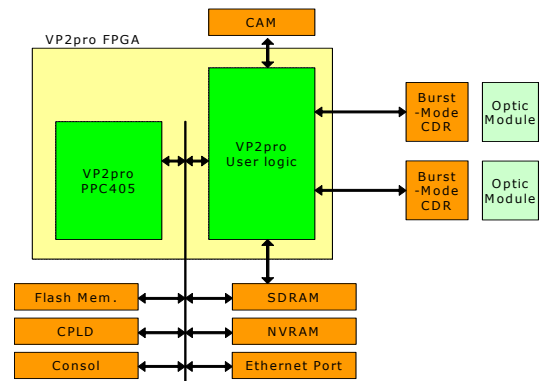 CAM
VP2pro FPGA
VP2pro
PPC405
VP2pro
User logic
Burst
-Mode
CDR
Optic
Module
Burst
-Mode
CDR
Optic
Module
Flash Mem.
SDRAM
CPLD
NVRAM
Consol
Ethernet Port